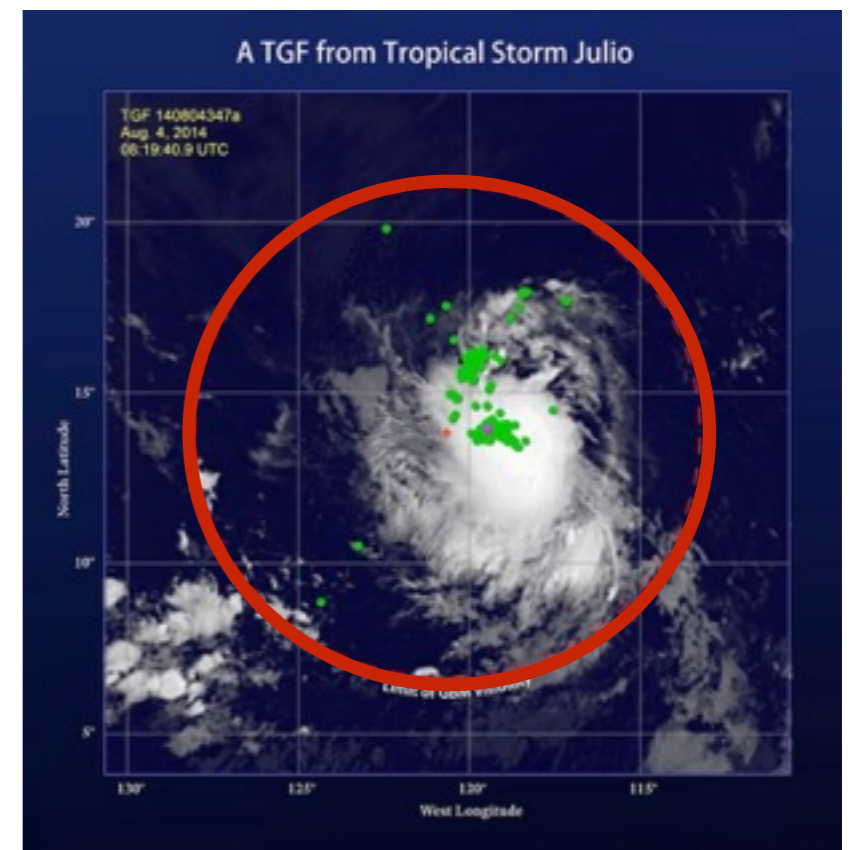 A TGF from Tropical Storm Julio
TGF 140804347a
Aug. 4, 2014
08:19:40.9 UTC
20°
15°
North Latitude
10°
5°
130°
125°
120°
115°
West Longitude